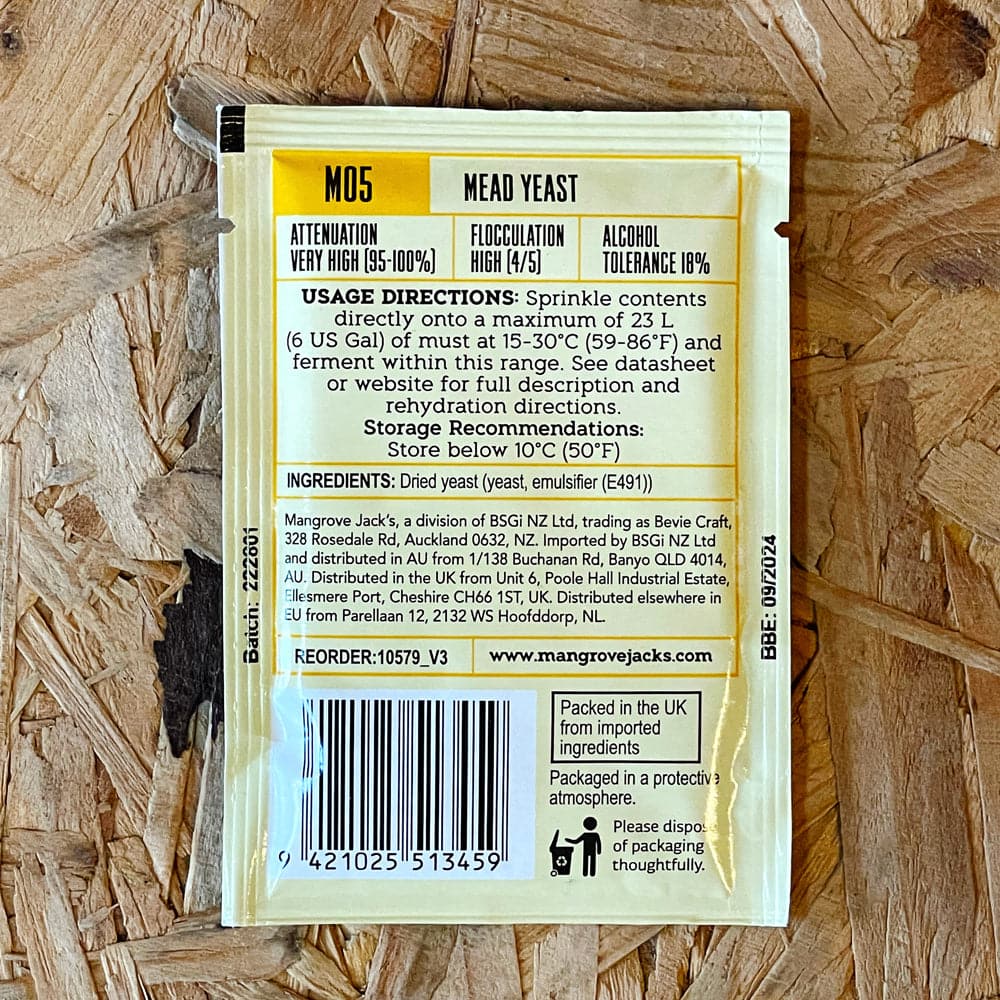 M05
MEAD YEAST
ATTENUATION
VERY HIGH (95-100%)
FLOCCULATION
HIGH (4/5)
ALCOHOL
TOLERANCE 18%
USAGE DIRECTIONS: Sprinkle contents
directly onto a maximum of 23 L
(6 US Gal) of must at 15-30°C (59-86°F) and
ferment within this range. See datasheet
or website for full description and
rehydration directions.
Storage Recommendations:
Store below 10°C (50°F)
INGREDIENTS: Dried yeast (yeast, emulsifier (E491))
Mangrove Jack's, a division of BSGi NZ Ltd, trading as Bevie Craft,
328 Rosedale Rd, Auckland 0632, NZ. Imported by BSGi NZ Ltd
and distributed in AU from 1/138 Buchanan Rd, Banyo QLD 4014,
AU. Distributed in the UK from Unit 6, Poole Hall Industrial Estate,
Ellesmere Port, Cheshire CH66 1ST, UK. Distributed elsewhere in
EU from Parellaan 12, 2132 WS Hoofddorp, NL.
REORDER:10579_V3
www.mangrovejacks.com
Batch: 222801
BBE: 09/2024
9 421025 513459
Packed in the UK
from imported
ingredients
Packaged in a protective
atmosphere.
Please dispos
of packaging
thoughtfully.